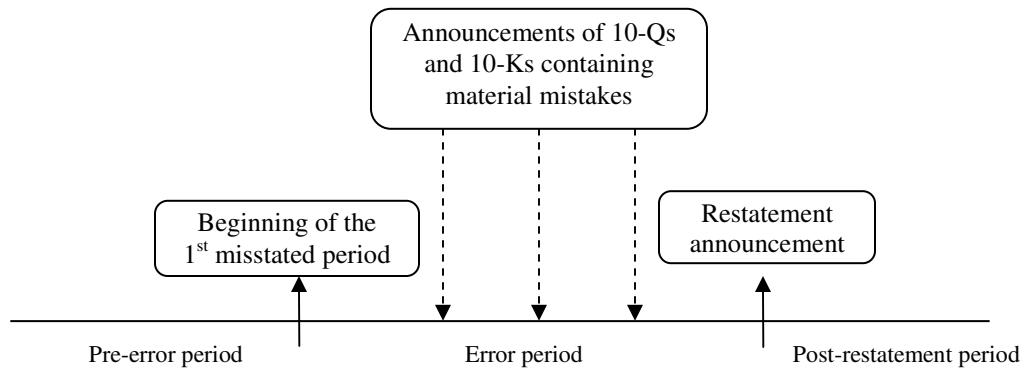 Announcements of 10-Qs
and 10-Ks containing
material mistakes
Beginning of the
1st misstated period
Restatement
announcement
Pre-error period
Error period
Post-restatement period